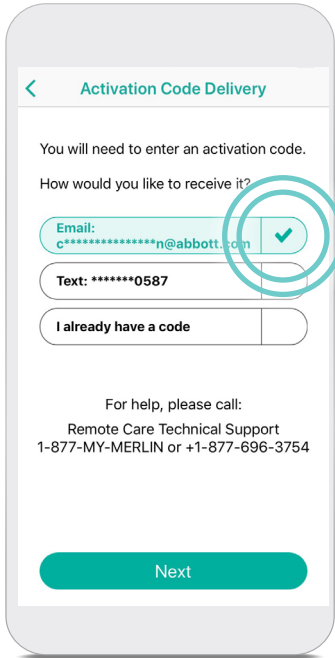 Activation Code Delivery
You will need to enter an activation code.
How would you like to receive it?
Email:
c***************n@abbott.com
Text: *******0587
I already have a code
For help, please call:
Remote Care Technical Support
1-877-MY-MERLIN or +1-877-696-3754
Next